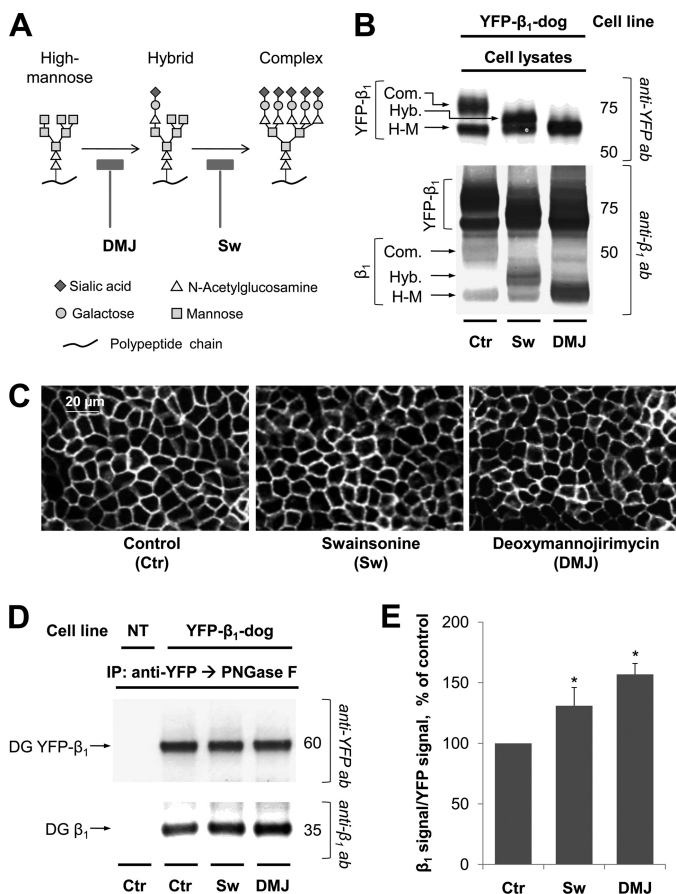 A
High-mannose
Hybrid
Complex
DMJ
Sw
Sialic acid
N-Acetylglucosamine
Galactose
Mannose
Polypeptide chain
B
YFP-β₁-dog
Cell line
Cell lysates
YFP-β₁
Com.
Hyb.
H-M
75
50
anti-YFP ab
YFP-β₁
β₁
Com.
Hyb.
H-M
75
50
anti-β₁ ab
Ctr
Sw
DMJ
C
20 μm
Control
(Ctr)
Swainsonine
(Sw)
Deoxymannojirimycin
(DMJ)
D
Cell line
NT
YFP-β₁-dog
IP: anti-YFP → PNGase F
DG YFP-β₁
60
anti-YFP ab
DG β₁
35
anti-β₁ ab
Ctr
Ctr
Sw
DMJ
E
β₁ signal/YFP signal, % of control
200
150
100
50
0
*
*
Ctr
Sw
DMJ